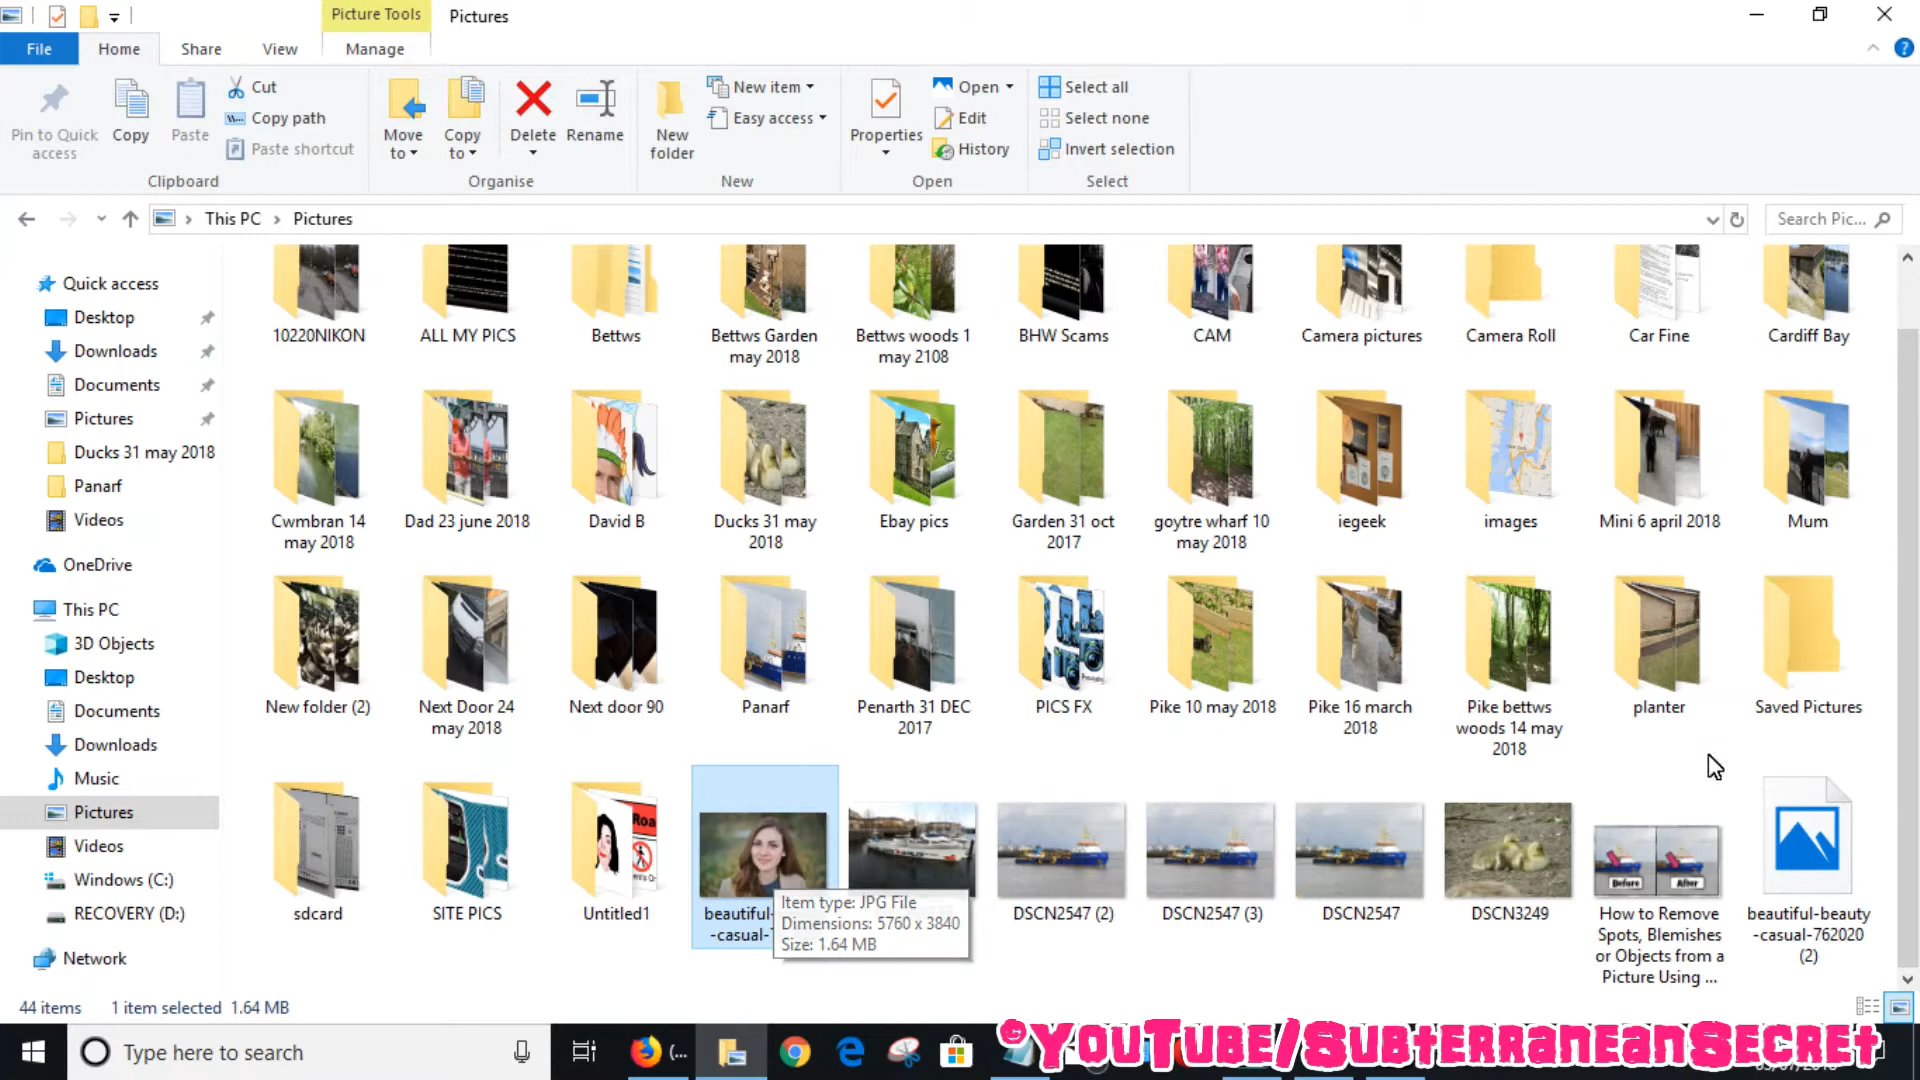 Picture Tools
Pictures
File
Home
Share
View
Manage
Pin to Quick
access
Copy
Paste
Cut
Copy path
Paste shortcut
Clipboard
Move
to
Copy
to
Delete
Rename
Organise
New
folder
New item
Easy access
New
Properties
Open
Edit
History
Open
Select all
Select none
Invert selection
Select
This PC
Pictures
Search Pic...
Quick access
Desktop
Downloads
Documents
Pictures
Ducks 31 may 2018
Panarf
Videos
OneDrive
This PC
3D Objects
Desktop
Documents
Downloads
Music
Pictures
Videos
Windows (C:)
RECOVERY (D:)
Network
10220NIKON
ALL MY PICS
Bettws
Bettws Garden
may 2018
Bettws woods 1
may 2108
BHW Scams
CAM
Camera pictures
Camera Roll
Car Fine
Cardiff Bay
Cwmbran 14
may 2018
Dad 23 june 2018
David B
Ducks 31 may
2018
Ebay pics
Garden 31 oct
2017
goytre wharf 10
may 2018
iegeek
images
Mini 6 april 2018
Mum
New folder (2)
Next Door 24
may 2018
Next door 90
Panarf
Penarth 31 DEC
2017
PICS FX
Pike 10 may 2018
Pike 16 march
2018
Pike bettws
woods 14 may
2018
planter
Saved Pictures
sdcard
SITE PICS
Untitled1
beautiful-
-casual-
Item type: JPG File
Dimensions: 5760 x 3840
Size: 1.64 MB
DSCN2547 (2)
DSCN2547 (3)
DSCN2547
DSCN3249
Before
After
How to Remove
Spots, Blemishes
or Objects from a
Picture Using ...
beautiful-beauty
-casual-762020
(2)
44 items
1 item selected 1.64 MB
Type here to search
(...
©YouTube/SubterraneanSecret